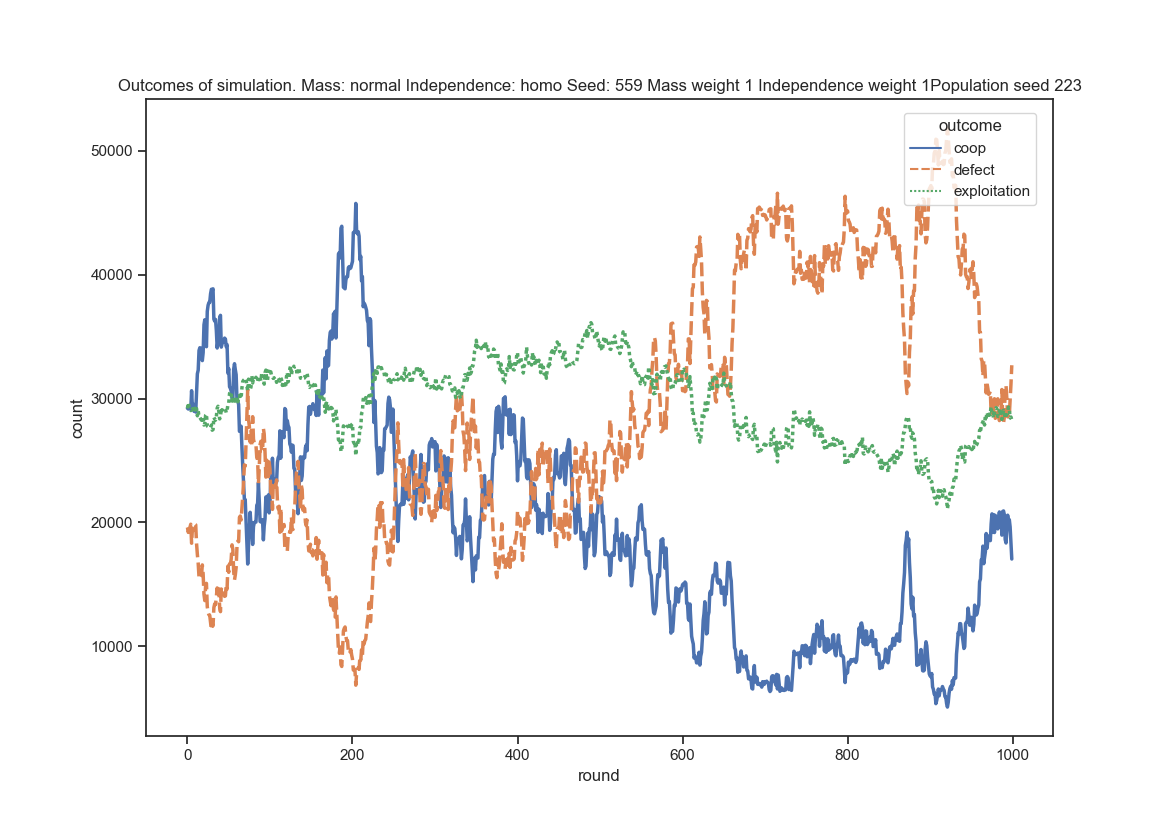 Outcomes of simulation. Mass: normal Independence: homo Seed: 559 Mass weight 1 Independence weight 1Population seed 223
outcome
coop
defect
exploitation
50000
40000
30000
20000
10000
count
0 200 400 600 800 1000
round